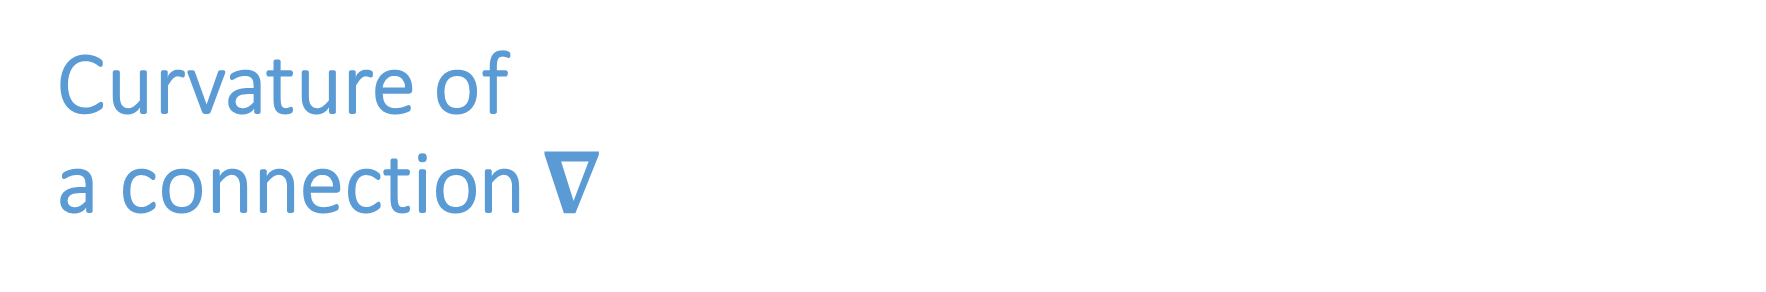 Curvature of
a connection ∇